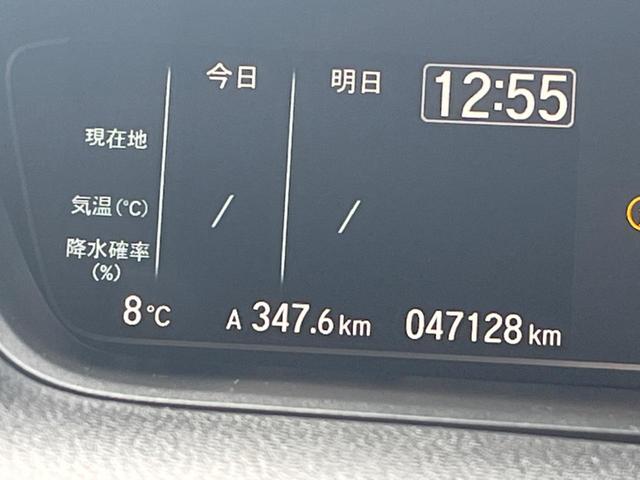 今日 明日 12:55
現在地
気温(℃) / /
降水確率
(%)
8℃ A 347.6 km 047128 km